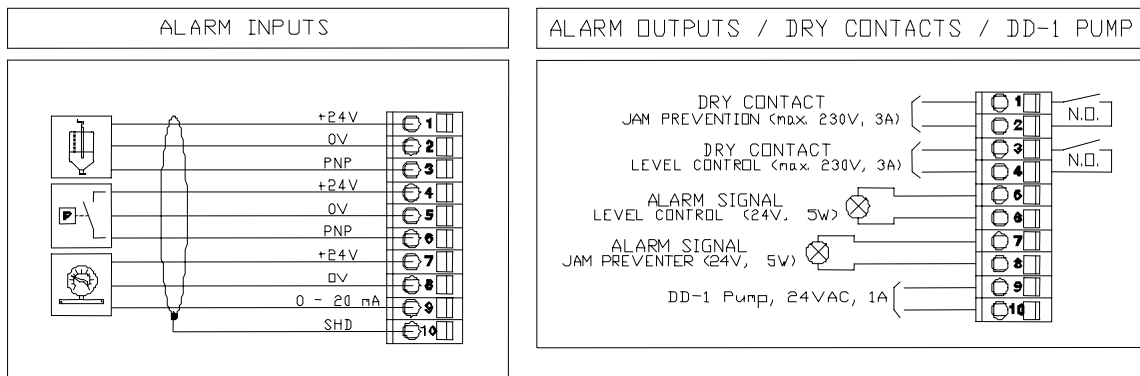 ALARM INPUTS
+24V
1
0V
2
PNP
3
+24V
4
P
0V
5
PNP
6
+24V
7
0V
8
0 - 20 mA
9
SHD
10
ALARM OUTPUTS / DRY CONTACTS / DD-1 PUMP
DRY CONTACT
JAM PREVENTION (max. 230V, 3A)
1
2
N.O.
DRY CONTACT
LEVEL CONTROL (max. 230V, 3A)
3
4
N.O.
ALARM SIGNAL
LEVEL CONTROL (24V, 5W)
5
6
ALARM SIGNAL
JAM PREVENTER (24V, 5W)
7
8
DD-1 Pump, 24VAC, 1A
9
10